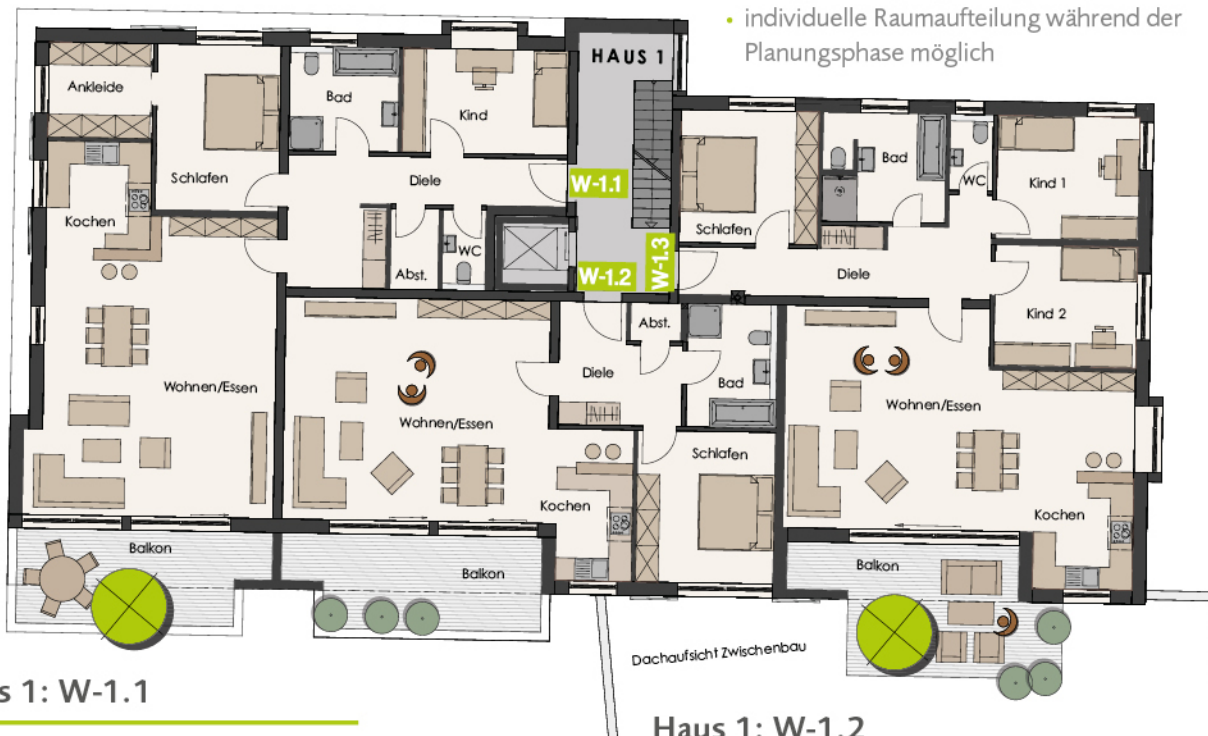 • individuelle Raumaufteilung während der
Planungsphase möglich
HAUS 1
Ankleide
Bad
Kind
Schlafen
Diele
Kochen
W-1.1
WC
Abst.
W-1.2
W-1.3
Wohnen/Essen
Balkon
Schlafen
Bad
WC
Kind 1
Diele
Kind 2
Abst.
Diele
Bad
Wohnen/Essen
Schlafen
Kochen
Balkon
Wohnen/Essen
Kochen
Balkon
Dachaufsicht Zwischenbau
s 1: W-1.1
Haus 1: W-1.2